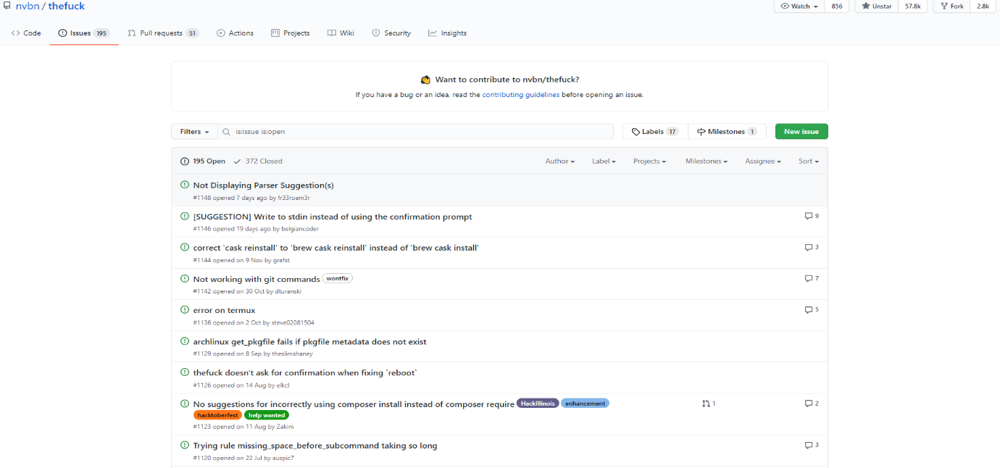 nvbn / thefuck
Watch 856 Unstar 57.8k Fork 2.8k
Code Issues 195 Pull requests 51 Actions Projects Wiki Security Insights
Want to contribute to nvbn/thefuck?
If you have a bug or an idea, read the contributing guidelines before opening an issue.
Filters is:issue is:open Labels 17 Milestones 1 New issue
195 Open 372 Closed Author Label Projects Milestones Assignee Sort
Not Displaying Parser Suggestion(s)
#1148 opened 7 days ago by fr33roam3r
[SUGGESTION] Write to stdin instead of using the confirmation prompt 9
#1146 opened 19 days ago by belgiancoder
correct 'cask reinstall' to 'brew cask reinstall' instead of 'brew cask install' 3
#1144 opened on 9 Nov by grafst
Not working with git commands wontfix 7
#1142 opened on 30 Oct by dturanski
error on termux 5
#1136 opened on 2 Oct by steve02081504
archlinux get_pkgfile fails if pkgfile metadata does not exist
#1129 opened on 8 Sep by theslimshaney
thefuck doesn't ask for confirmation when fixing `reboot`
#1126 opened on 14 Aug by elkcl
No suggestions for incorrectly using composer install instead of composer require HackIllinois enhancement 1 2
hacktoberfest help wanted
#1123 opened on 11 Aug by Zakini
Trying rule missing_space_before_subcommand taking so long 3
#1120 opened on 22 Jul by auspic7